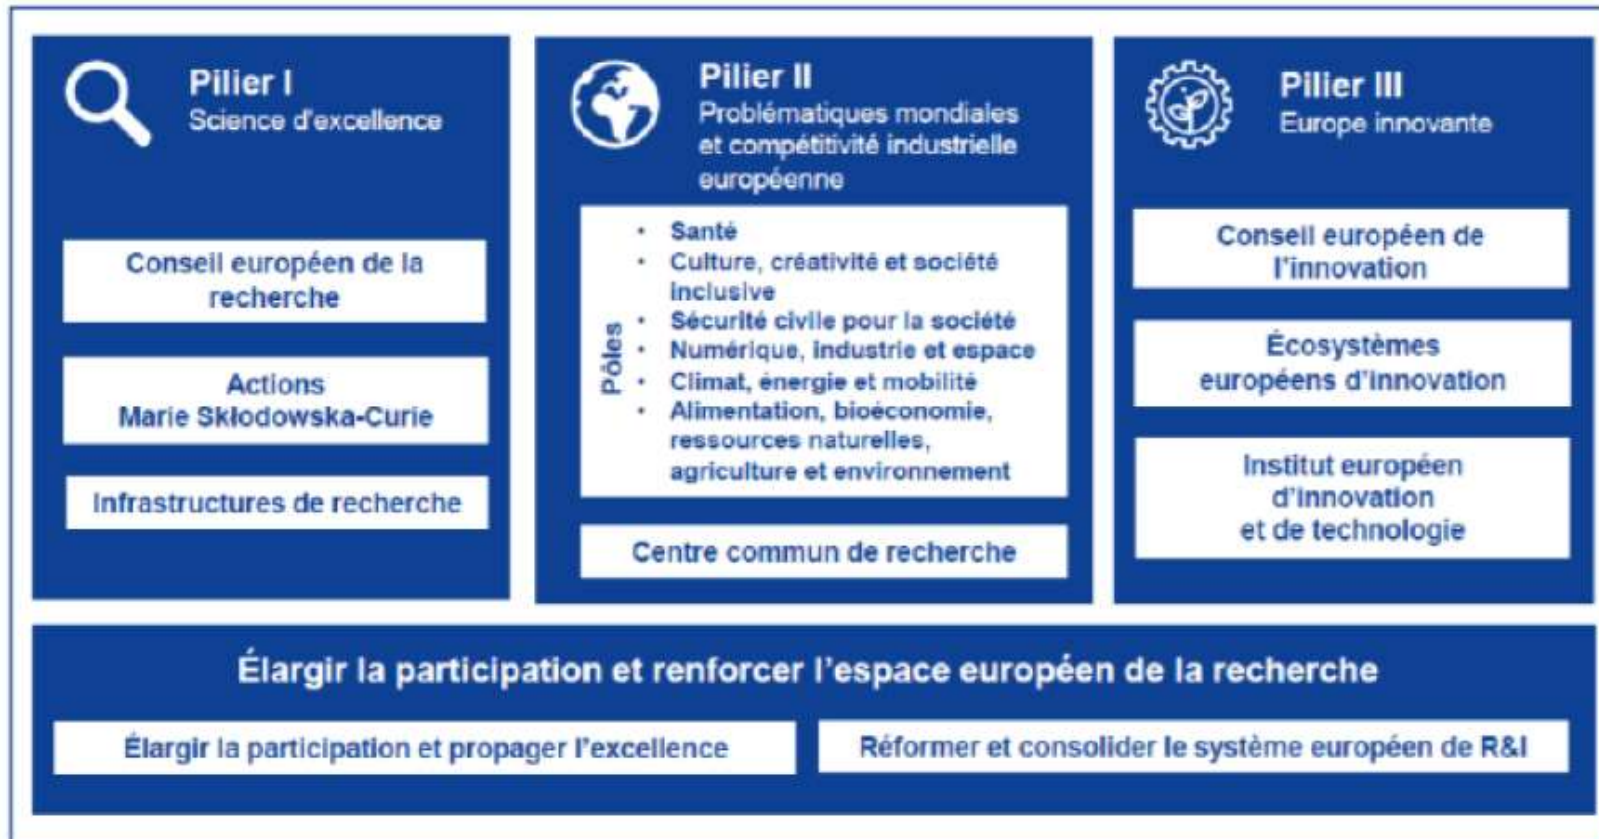 Pilier I
Science d'excellence
Conseil européen de la
recherche
Actions
Marie Skłodowska-Curie
Infrastructures de recherche
Pilier II
Problématiques mondiales
et compétitivité industrielle
européenne
Pôles
• Santé
• Culture, créativité et société
inclusive
• Sécurité civile pour la société
• Numérique, industrie et espace
• Climat, énergie et mobilité
• Alimentation, bioéconomie,
ressources naturelles,
agriculture et environnement
Centre commun de recherche
Pilier III
Europe innovante
Conseil européen de
l'innovation
Écosystèmes
européens d'innovation
Institut européen
d'innovation
et de technologie
Élargir la participation et renforcer l'espace européen de la recherche
Élargir la participation et propager l'excellence
Réformer et consolider le système européen de R&I